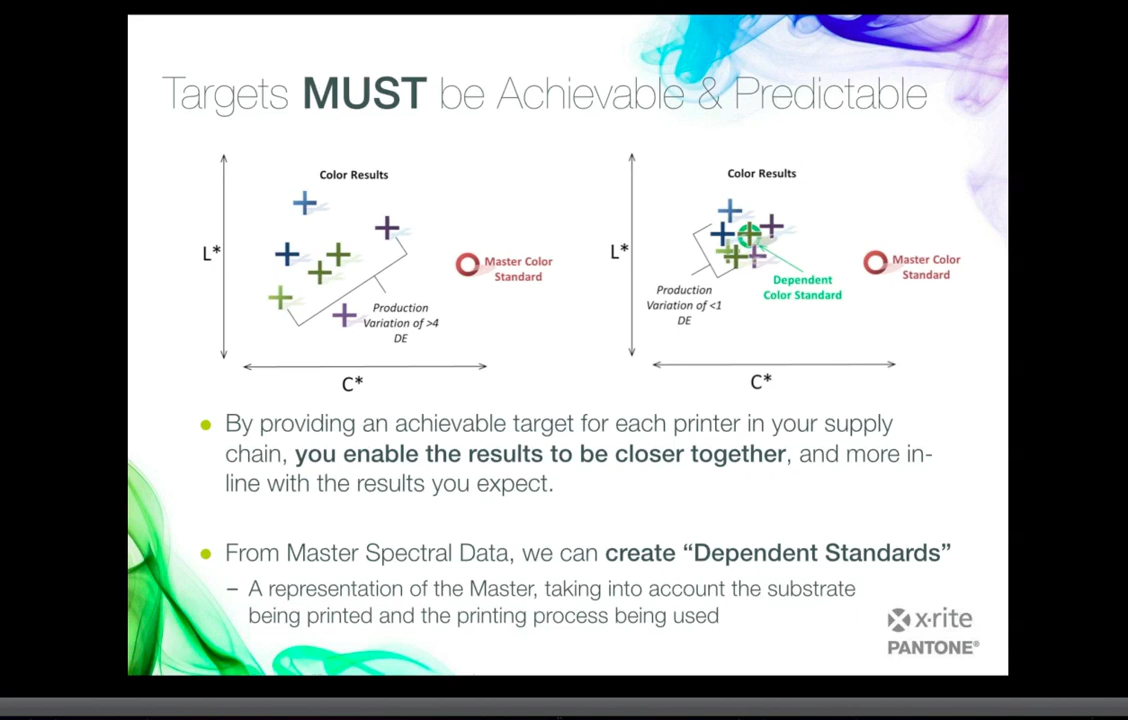 Targets MUST be Achievable & Predictable
Color Results
L*
Master Color
Standard
Production
Variation of >4
DE
C*
Color Results
L*
Master Color
Standard
Dependent
Color Standard
Production
Variation of <1
DE
C*
• By providing an achievable target for each printer in your supply
chain, you enable the results to be closer together, and more in-
line with the results you expect.
• From Master Spectral Data, we can create “Dependent Standards”
– A representation of the Master, taking into account the substrate
being printed and the printing process being used
x·rite
PANTONE®